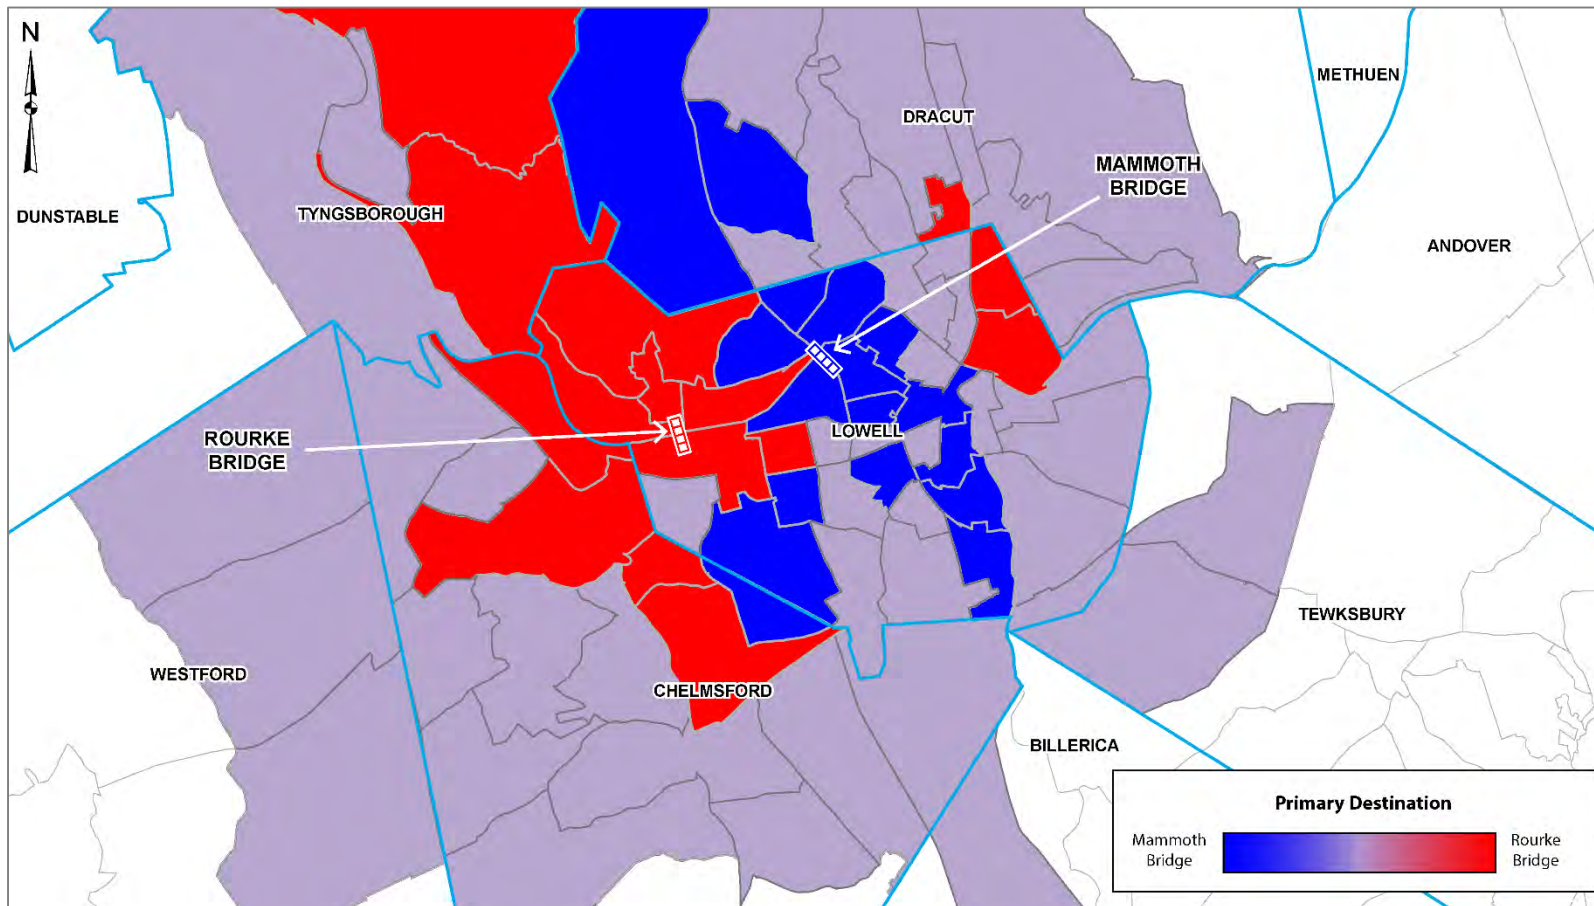 N
METHUEN
DRACUT
MAMMOTH
BRIDGE
DUNSTABLE
TYNGSBOROUGH
ANDOVER
ROURKE
BRIDGE
LOWELL
TEWKSBURY
WESTFORD
CHELMSFORD
BILLERICA
Primary Destination
Mammoth
Bridge
Rourke
Bridge